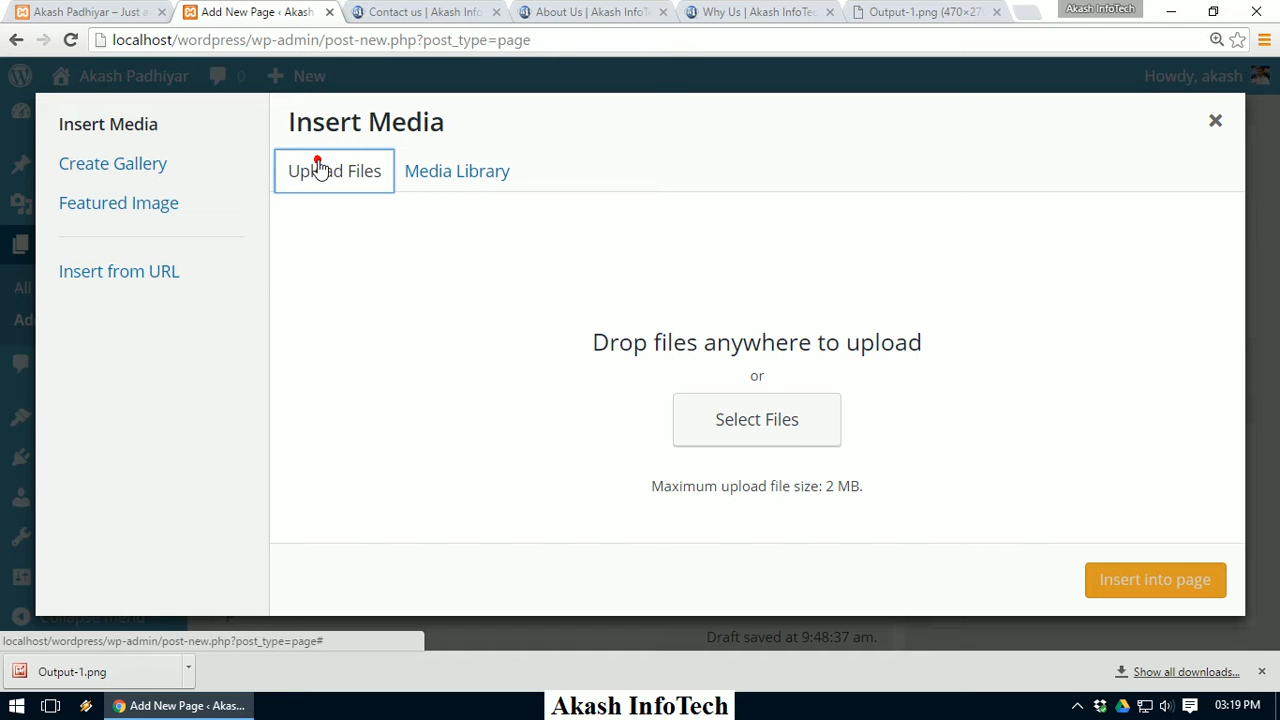 Akash Padhiyar – Just a
Add New Page ‹ Akash
Contact us | Akash Info
About Us | Akash InfoT
Why us | Akash InfoTec
Output-1.png (470×27
Akash InfoTech
localhost/wordpress/wp-admin/post-new.php?post_type=page
Akash Padhiyar
0
New
Howdy, akash
Insert Media
Create Gallery
Featured Image
Insert from URL
Insert Media
Upload Files
Media Library
Drop files anywhere to upload
or
Select Files
Maximum upload file size: 2 MB.
Insert into page
All
Ad
Collapse menu
Draft saved at 9:48:37 am.
localhost/wordpress/wp-admin/post-new.php?post_type=page#
Output-1.png
Show all downloads...
Add New Page ‹ Akas...
Akash InfoTech
03:19 PM